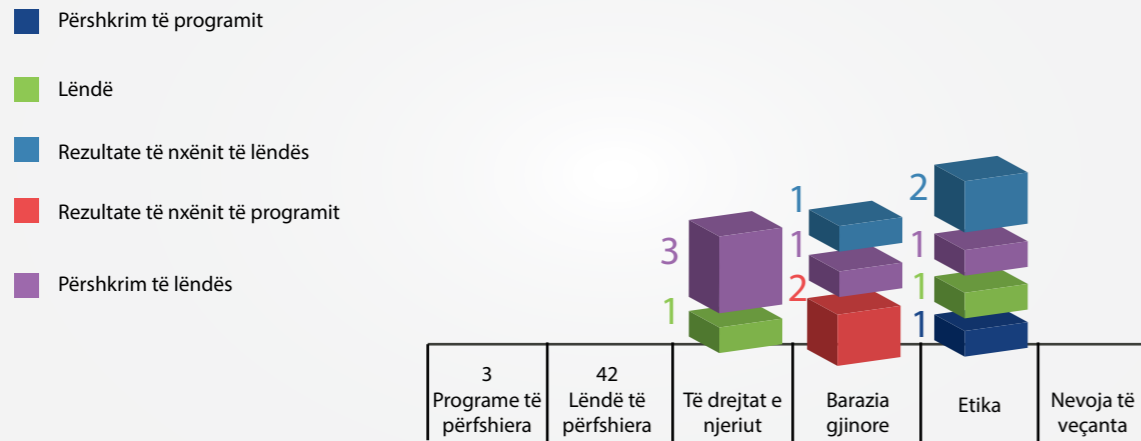 Përshkrim të programit
Lëndë
Rezultate të nxënit të lëndës
Rezultate të nxënit të programit
Përshkrim të lëndës
3
1
1
1
2
2
1
1
1
3
Programe të
përfshiera
42
Lëndë të
përfshiera
Të drejtat e
njeriut
Barazia
gjinore
Etika
Nevoja të
veçanta